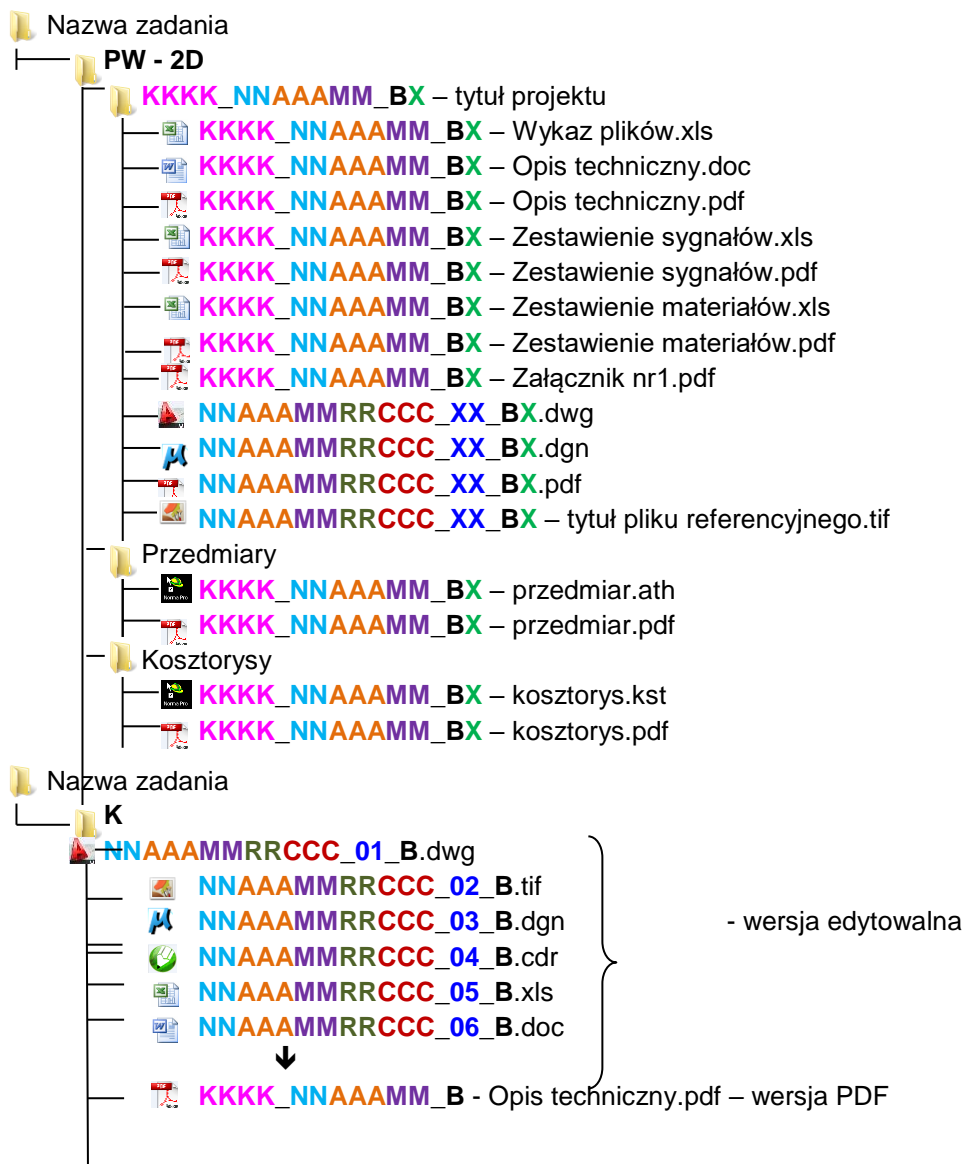 Nazwa zadania
PW - 2D
KKKK_NNAAAMM_BX – tytuł projektu
KKKK_NNAAAMM_BX – Wykaz plików.xls
KKKK_NNAAAMM_BX – Opis techniczny.doc
KKKK_NNAAAMM_BX – Opis techniczny.pdf
KKKK_NNAAAMM_BX – Zestawienie sygnałów.xls
KKKK_NNAAAMM_BX – Zestawienie sygnałów.pdf
KKKK_NNAAAMM_BX – Zestawienie materiałów.xls
KKKK_NNAAAMM_BX – Zestawienie materiałów.pdf
KKKK_NNAAAMM_BX – Załącznik nr1.pdf
NNAAAMMRRCCC_XX_BX.dwg
NNAAAMMRRCCC_XX_BX.dgn
NNAAAMMRRCCC_XX_BX.pdf
NNAAAMMRRCCC_XX_BX – tytuł pliku referencyjnego.tif
Przedmiary
KKKK_NNAAAMM_BX – przedmiar.ath
KKKK_NNAAAMM_BX – przedmiar.pdf
Kosztorysy
KKKK_NNAAAMM_BX – kosztorys.kst
KKKK_NNAAAMM_BX – kosztorys.pdf
Nazwa zadania
K
NNAAAMMRRCCC_01_B.dwg
NNAAAMMRRCCC_02_B.tif
NNAAAMMRRCCC_03_B.dgn - wersja edytowalna
NNAAAMMRRCCC_04_B.cdr
NNAAAMMRRCCC_05_B.xls
NNAAAMMRRCCC_06_B.doc
KKKK_NNAAAMM_B - Opis techniczny.pdf – wersja PDF